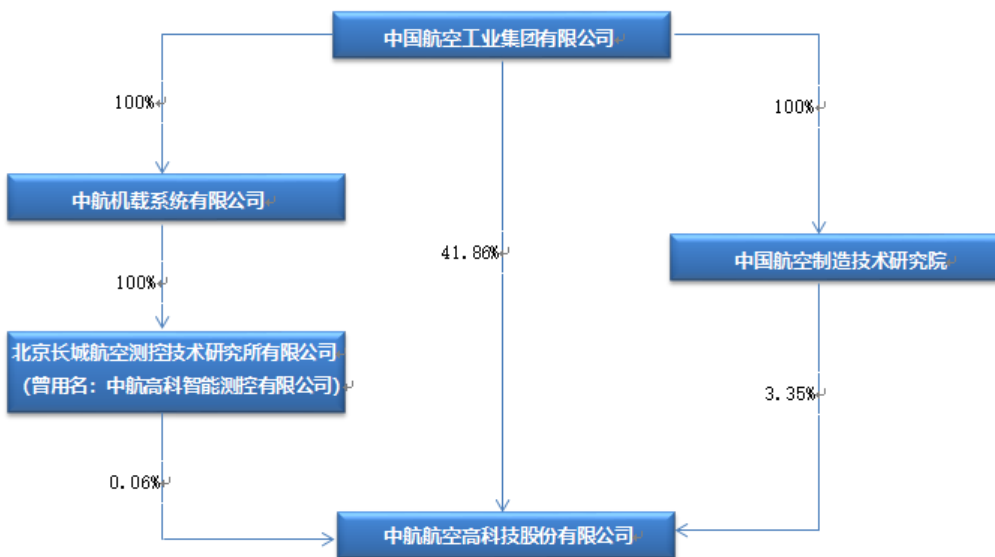 中国航空工业集团有限公司
100%
100%
中航机载系统有限公司
41.86%
中国航空制造技术研究院
100%
北京长城航空测控技术研究所有限公司
（曾用名：中航高科智能测控有限公司）
3.35%
0.06%
中航航空高科技股份有限公司